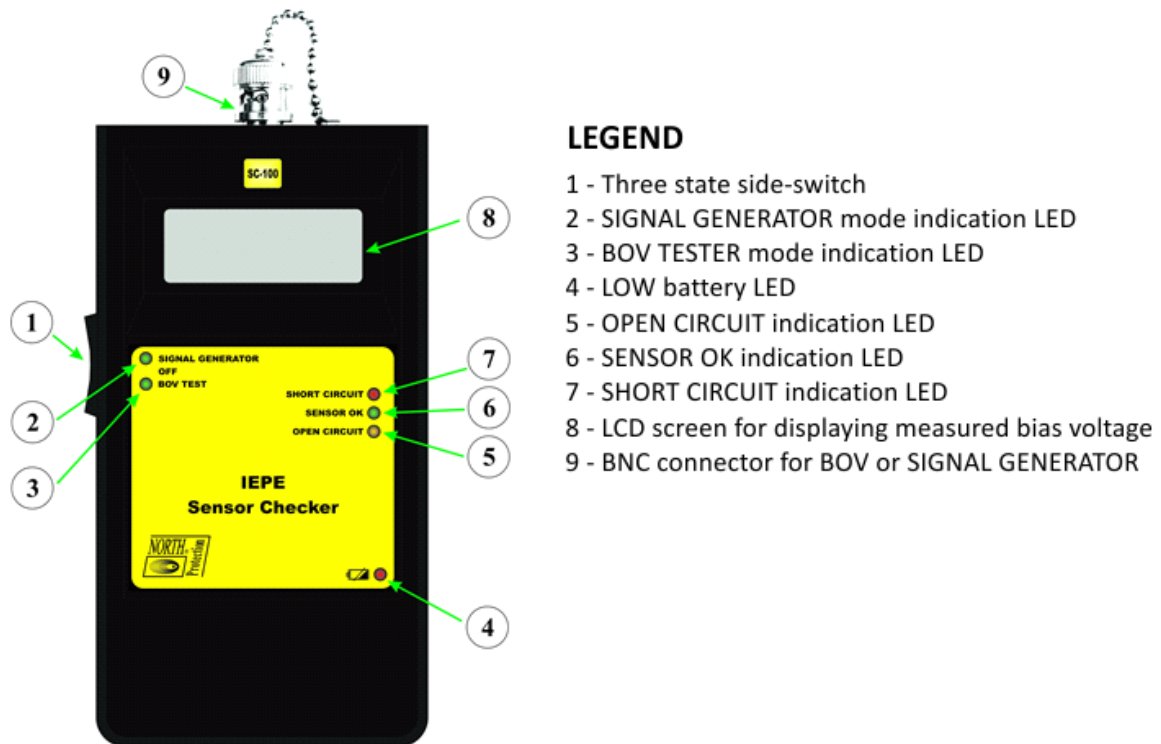 9
SC-100
8
1
SIGNAL GENERATOR
OFF
BOV TEST
7
SHORT CIRCUIT
SENSOR OK
6
OPEN CIRCUIT
2
5
3
IEPE
Sensor Checker
NORTH
Protection
4
LEGEND
1 - Three state side-switch
2 - SIGNAL GENERATOR mode indication LED
3 - BOV TESTER mode indication LED
4 - LOW battery LED
5 - OPEN CIRCUIT indication LED
6 - SENSOR OK indication LED
7 - SHORT CIRCUIT indication LED
8 - LCD screen for displaying measured bias voltage
9 - BNC connector for BOV or SIGNAL GENERATOR